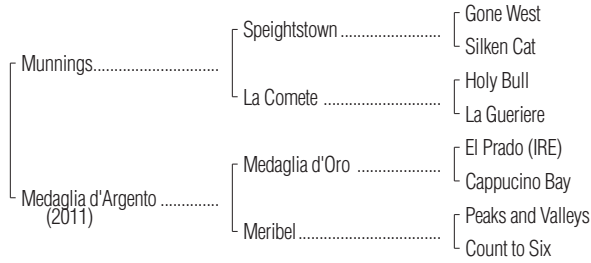 Gone West
Speightstown
Silken Cat
Munnings
Holy Bull
La Comete
La Gueriere
El Prado (IRE)
Medaglia d'Oro
Cappucino Bay
Medaglia d'Argento
(2011)
Peaks and Valleys
Meribel
Count to Six